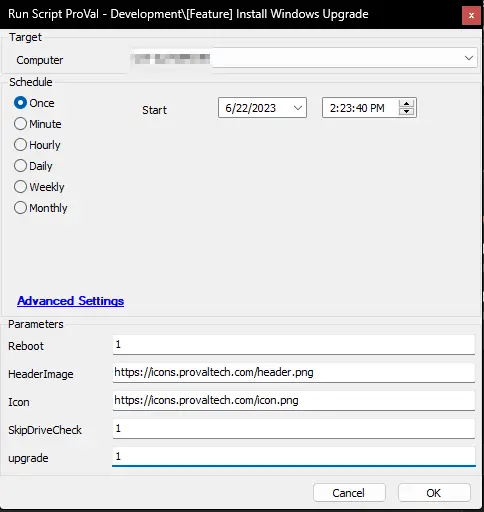 Run Script ProVal - Development\[Feature] Install Windows Upgrade
x
Target
Computer
Schedule
Once
Start
6/22/2023
2:23:40 PM
Minute
Hourly
Daily
Weekly
Monthly
Advanced Settings
Parameters
Reboot
1
HeaderImage
https://icons.provaltech.com/header.png
Icon
https://icons.provaltech.com/icon.png
SkipDriveCheck
1
upgrade
1
Cancel
OK